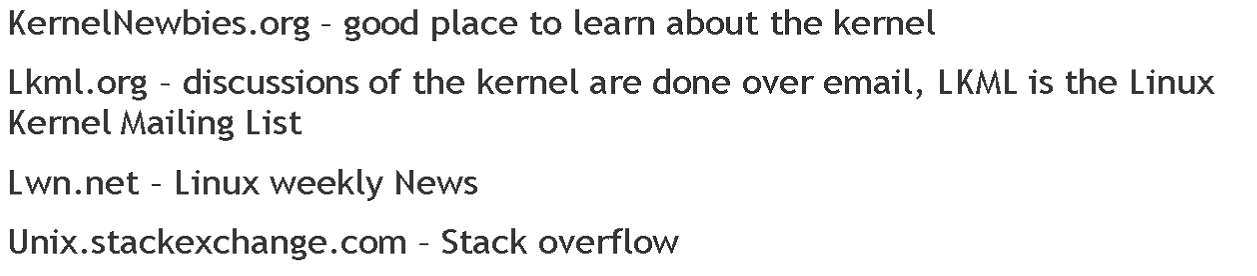 KernelNewbies.org – good place to learn about the kernel
Lkml.org – discussions of the kernel are done over email, LKML is the Linux
Kernel Mailing List
Lwn.net – Linux weekly News
Unix.stackexchange.com – Stack overflow